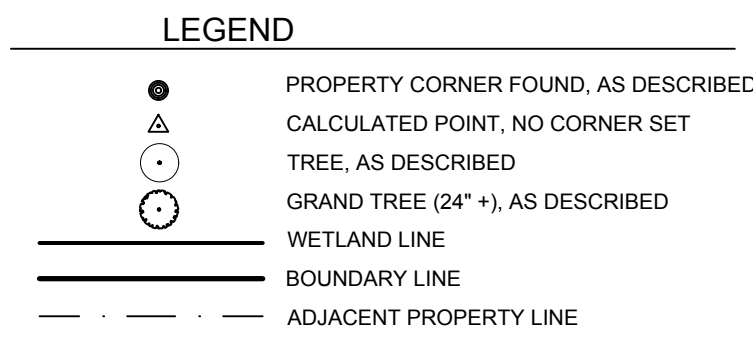 LEGEND
PROPERTY CORNER FOUND, AS DESCRIBED
CALCULATED POINT, NO CORNER SET
TREE, AS DESCRIBED
GRAND TREE (24" +), AS DESCRIBED
WETLAND LINE
BOUNDARY LINE
ADJACENT PROPERTY LINE